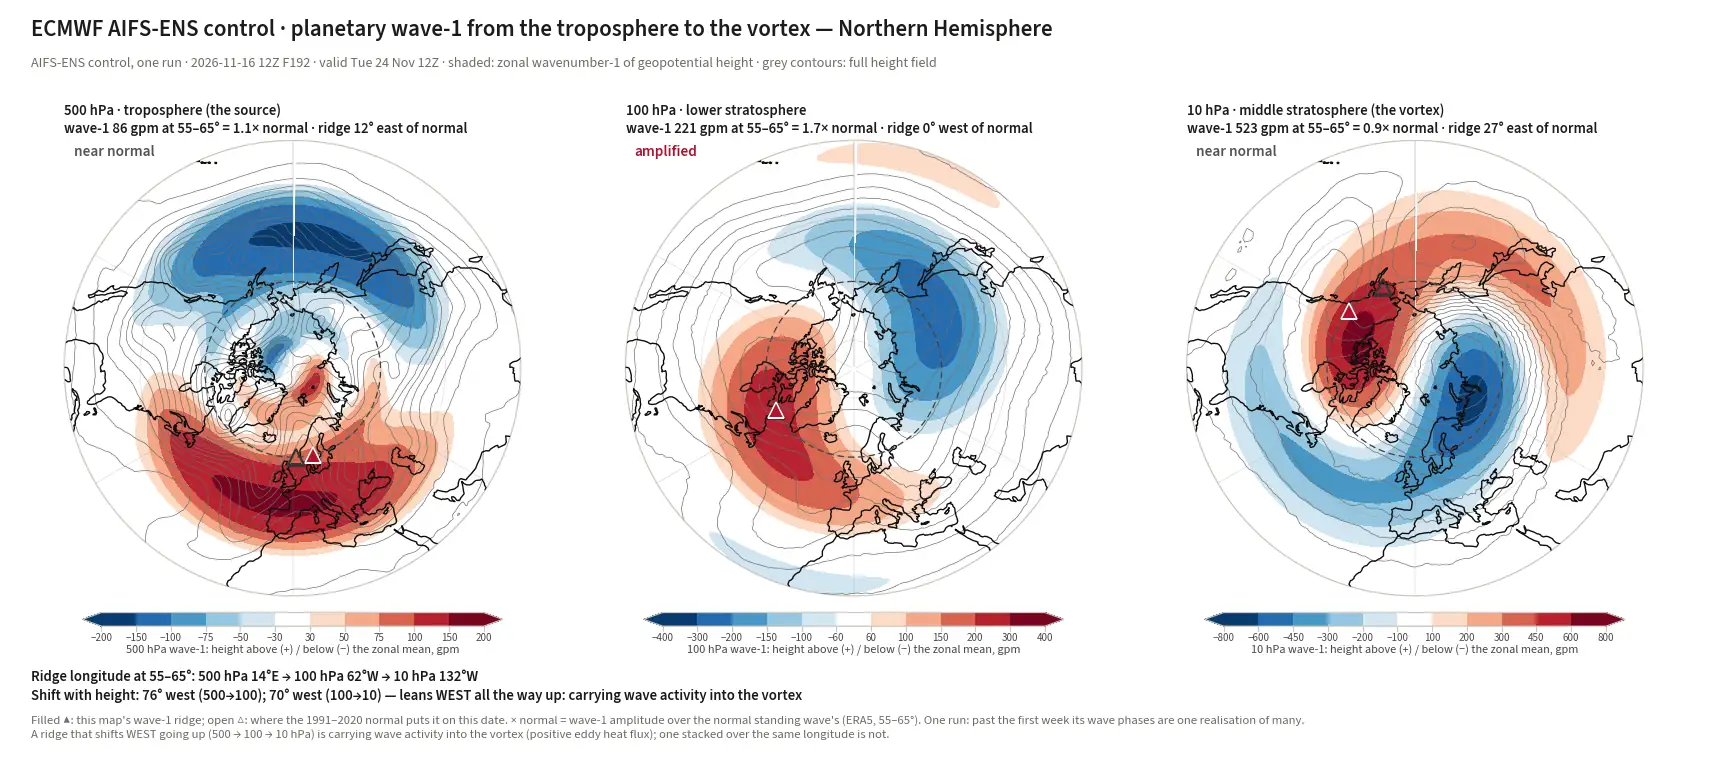 ECMWF AIFS-ENS control · planetary wave-1 from the troposphere to the vortex — Northern Hemisphere
AIFS-ENS control, one run · 2026-11-16 12Z F192 · valid Tue 24 Nov 12Z · shaded: zonal wavenumber-1 of geopotential height · grey contours: full height field
500 hPa · troposphere (the source)
wave-1 86 gpm at 55–65° = 1.1× normal · ridge 12° east of normal
near normal
100 hPa · lower stratosphere
wave-1 221 gpm at 55–65° = 1.7× normal · ridge 0° west of normal
amplified
10 hPa · middle stratosphere (the vortex)
wave-1 523 gpm at 55–65° = 0.9× normal · ridge 27° east of normal
near normal
−200 −150 −100 −75 −50 −30 30 50 75 100 150 200
500 hPa wave-1: height above (+) / below (−) the zonal mean, gpm
−400 −300 −200 −150 −100 −60 60 100 150 200 300 400
100 hPa wave-1: height above (+) / below (−) the zonal mean, gpm
−800 −600 −450 −300 −200 −100 100 200 300 450 600 800
10 hPa wave-1: height above (+) / below (−) the zonal mean, gpm
Ridge longitude at 55–65°: 500 hPa 14°E → 100 hPa 62°W → 10 hPa 132°W
Shift with height: 76° west (500→100); 70° west (100→10) — leans WEST all the way up: carrying wave activity into the vortex
Filled ▲: this map's wave-1 ridge; open △: where the 1991–2020 normal puts it on this date. × normal = wave-1 amplitude over the normal standing wave's (ERA5, 55–65°). One run: past the first week its wave phases are one realisation of many.
A ridge that shifts WEST going up (500 → 100 → 10 hPa) is carrying wave activity into the vortex (positive eddy heat flux); one stacked over the same longitude is not.